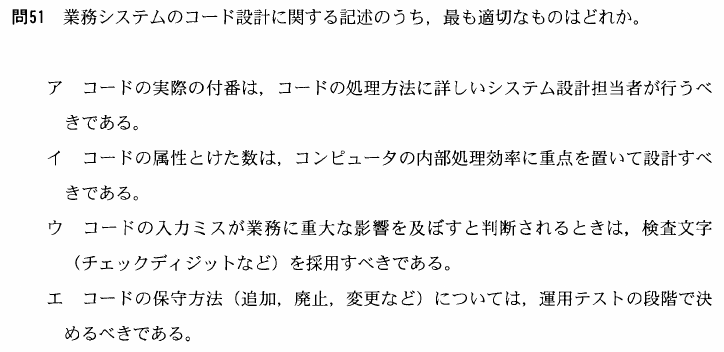 問51 業務システムのコード設計に関する記述のうち，最も適切なものはどれか。
ア コードの実際の付番は，コードの処理方法に詳しいシステム設計担当者が行うべ
きである。
イ コードの属性とけた数は，コンピュータの内部処理効率に重点を置いて設計すべ
きである。
ウ コードの入力ミスが業務に重大な影響を及ぼすと判断されるときは，検査文字
（チェックディジットなど）を採用すべきである。
エ コードの保守方法（追加，廃止，変更など）については，運用テストの段階で決
めるべきである。